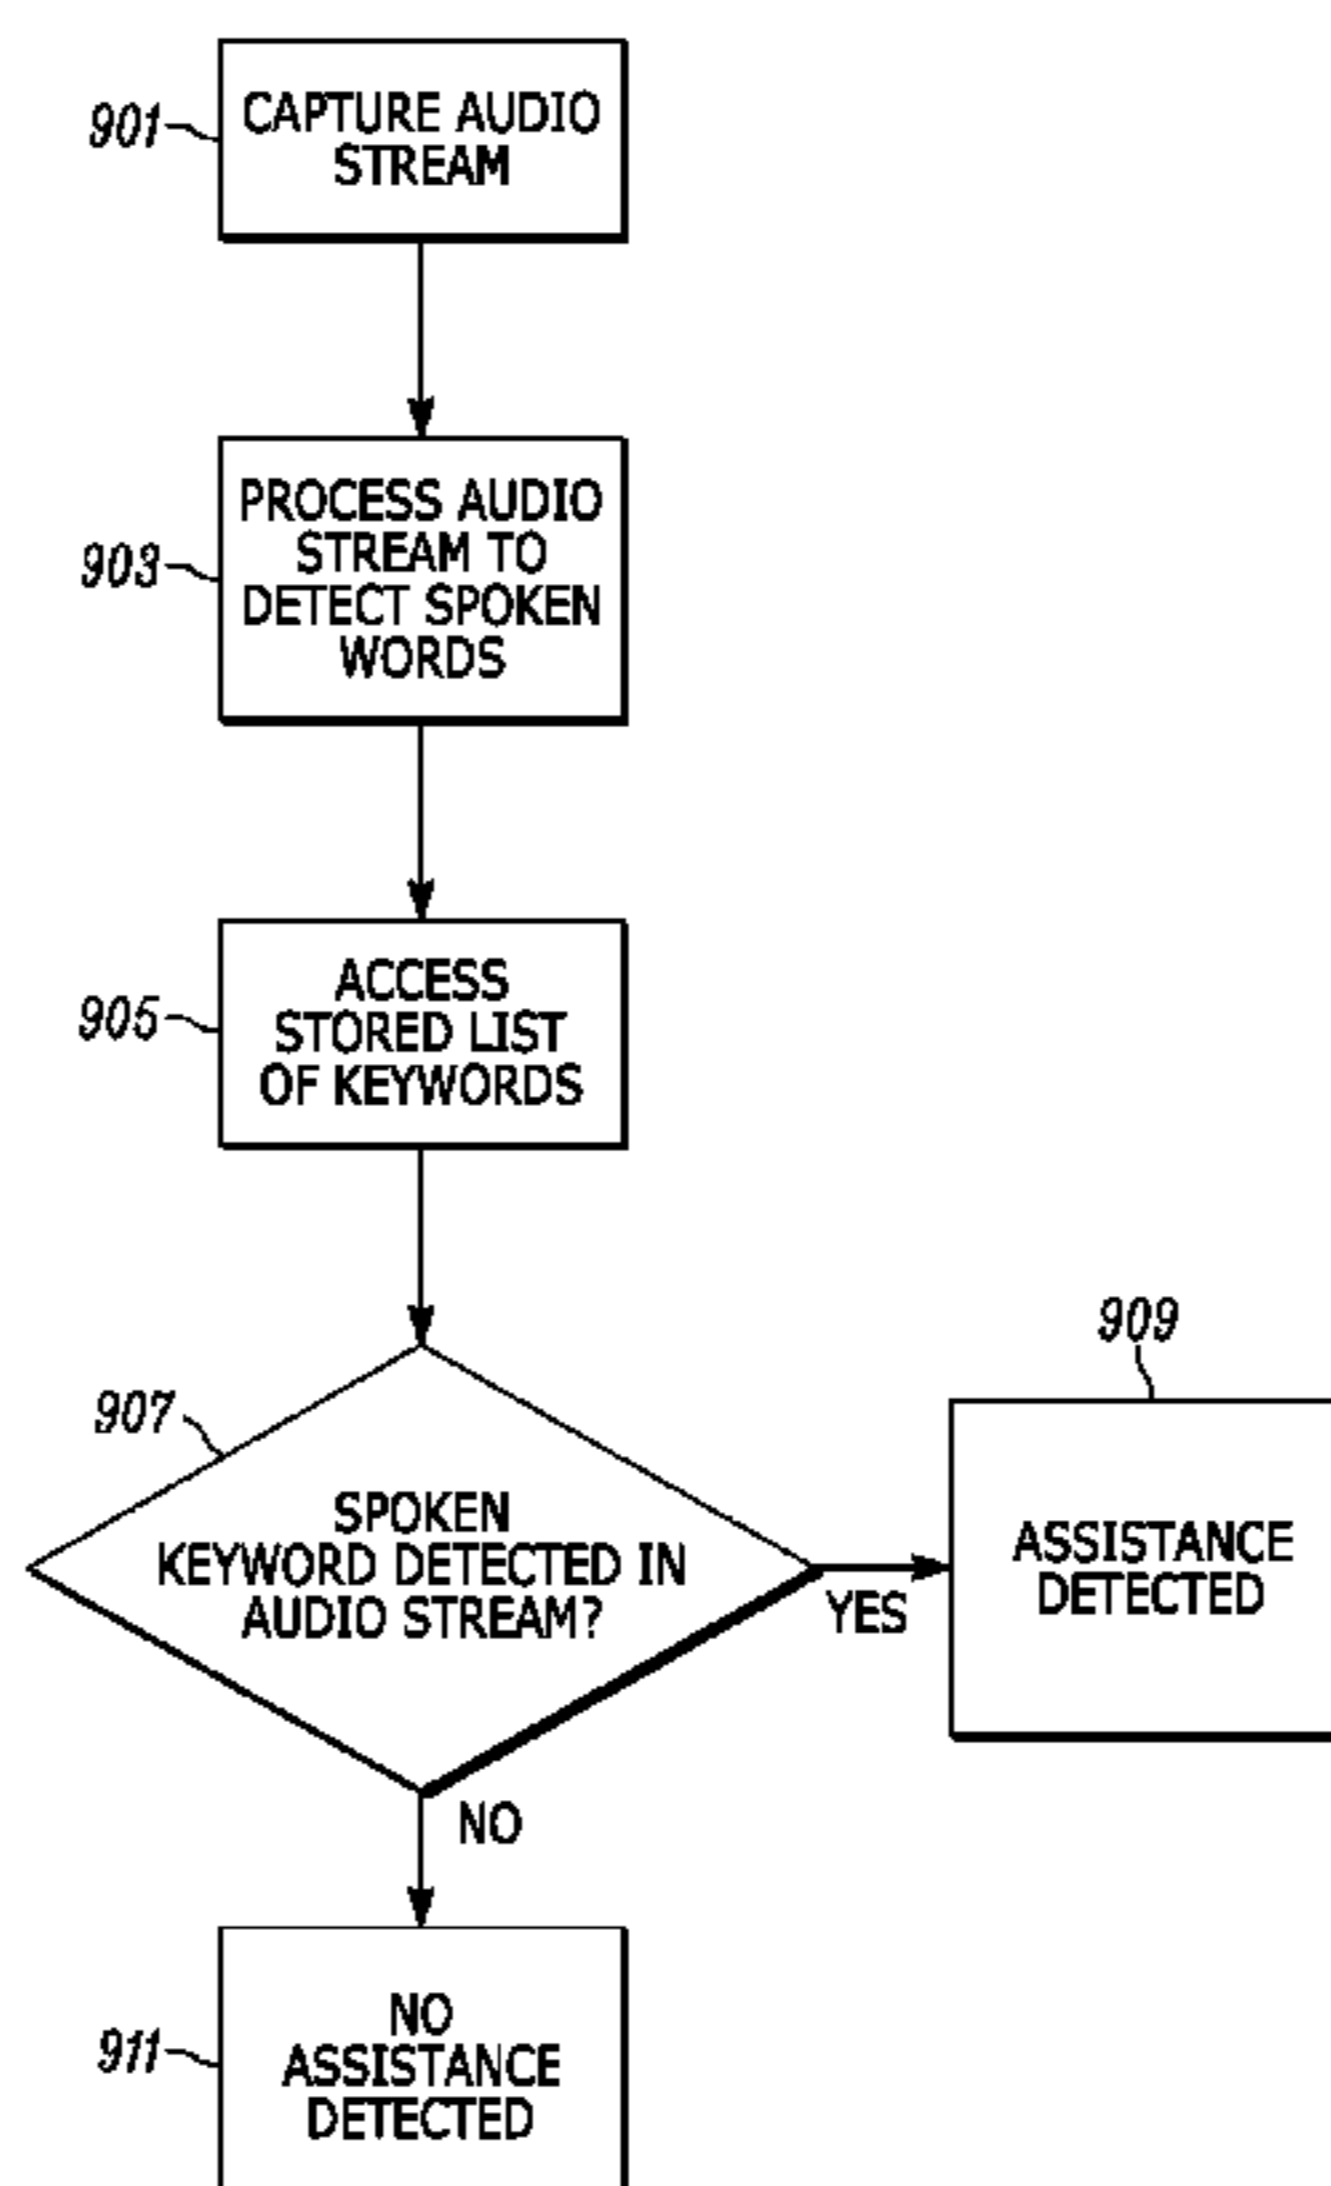 901
CAPTURE AUDIO
STREAM
903
PROCESS AUDIO
STREAM TO
DETECT SPOKEN
WORDS
905
ACCESS
STORED LIST
OF KEYWORDS
907
SPOKEN
KEYWORD DETECTED IN
AUDIO STREAM?
YES
909
ASSISTANCE
DETECTED
NO
911
NO
ASSISTANCE
DETECTED